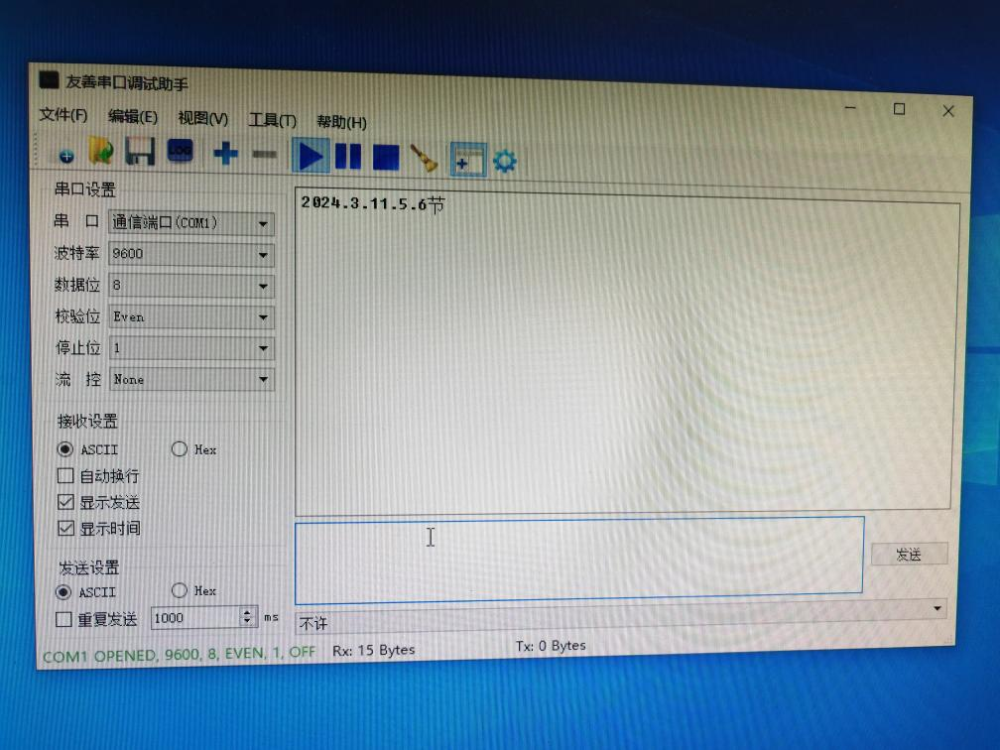 友善串口调试助手
文件(F) 编辑(E) 视图(V) 工具(T) 帮助(H)
LOG
串口设置
串 口 通信端口(COM1)
波特率 9600
数据位 8
校验位 Even
停止位 1
流 控 None
接收设置
ASCII Hex
自动换行
显示发送
显示时间
发送设置
ASCII Hex
重复发送 1000 ms
2024.3.11.5.6节
发送
不许
COM1 OPENED, 9600, 8, EVEN, 1, OFF Rx: 15 Bytes Tx: 0 Bytes